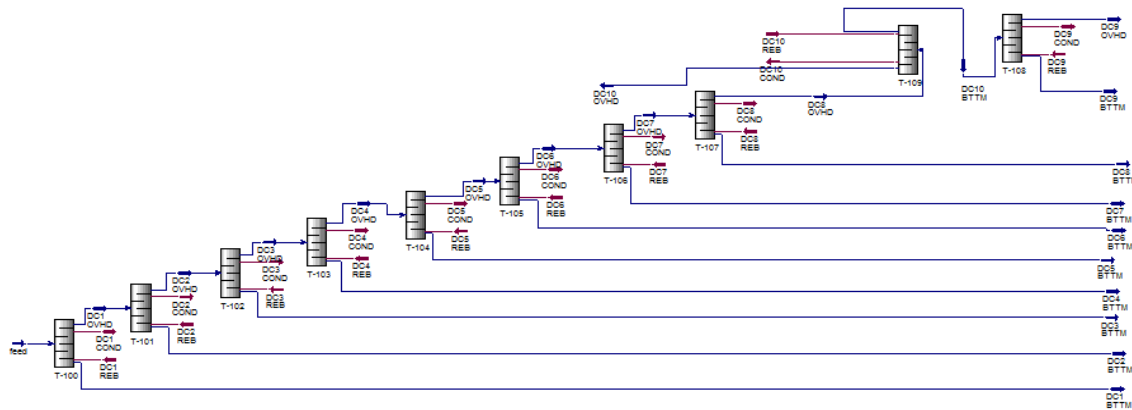 DC9
OVHD
DC9
COND
T-108
DC9
REB
DC9
BTTM
DC10
REB
DC10
COND
T-109
DC10
BTTM
DC10
OVHD
DC8
OVHD
DC8
COND
DC8
REB
T-107
DC8
BTTM
DC7
OVHD
DC7
COND
DC7
REB
T-106
DC7
BTTM
DC6
OVHD
DC6
COND
DC6
REB
T-105
DC6
BTTM
DC5
OVHD
DC5
COND
DC5
REB
T-104
DC5
BTTM
DC4
OVHD
DC4
COND
DC4
REB
T-103
DC4
BTTM
DC3
OVHD
DC3
COND
DC3
REB
T-102
DC3
BTTM
DC2
OVHD
DC2
COND
DC2
REB
T-101
DC2
BTTM
DC1
OVHD
DC1
COND
DC1
REB
feed
T-100
DC1
BTTM